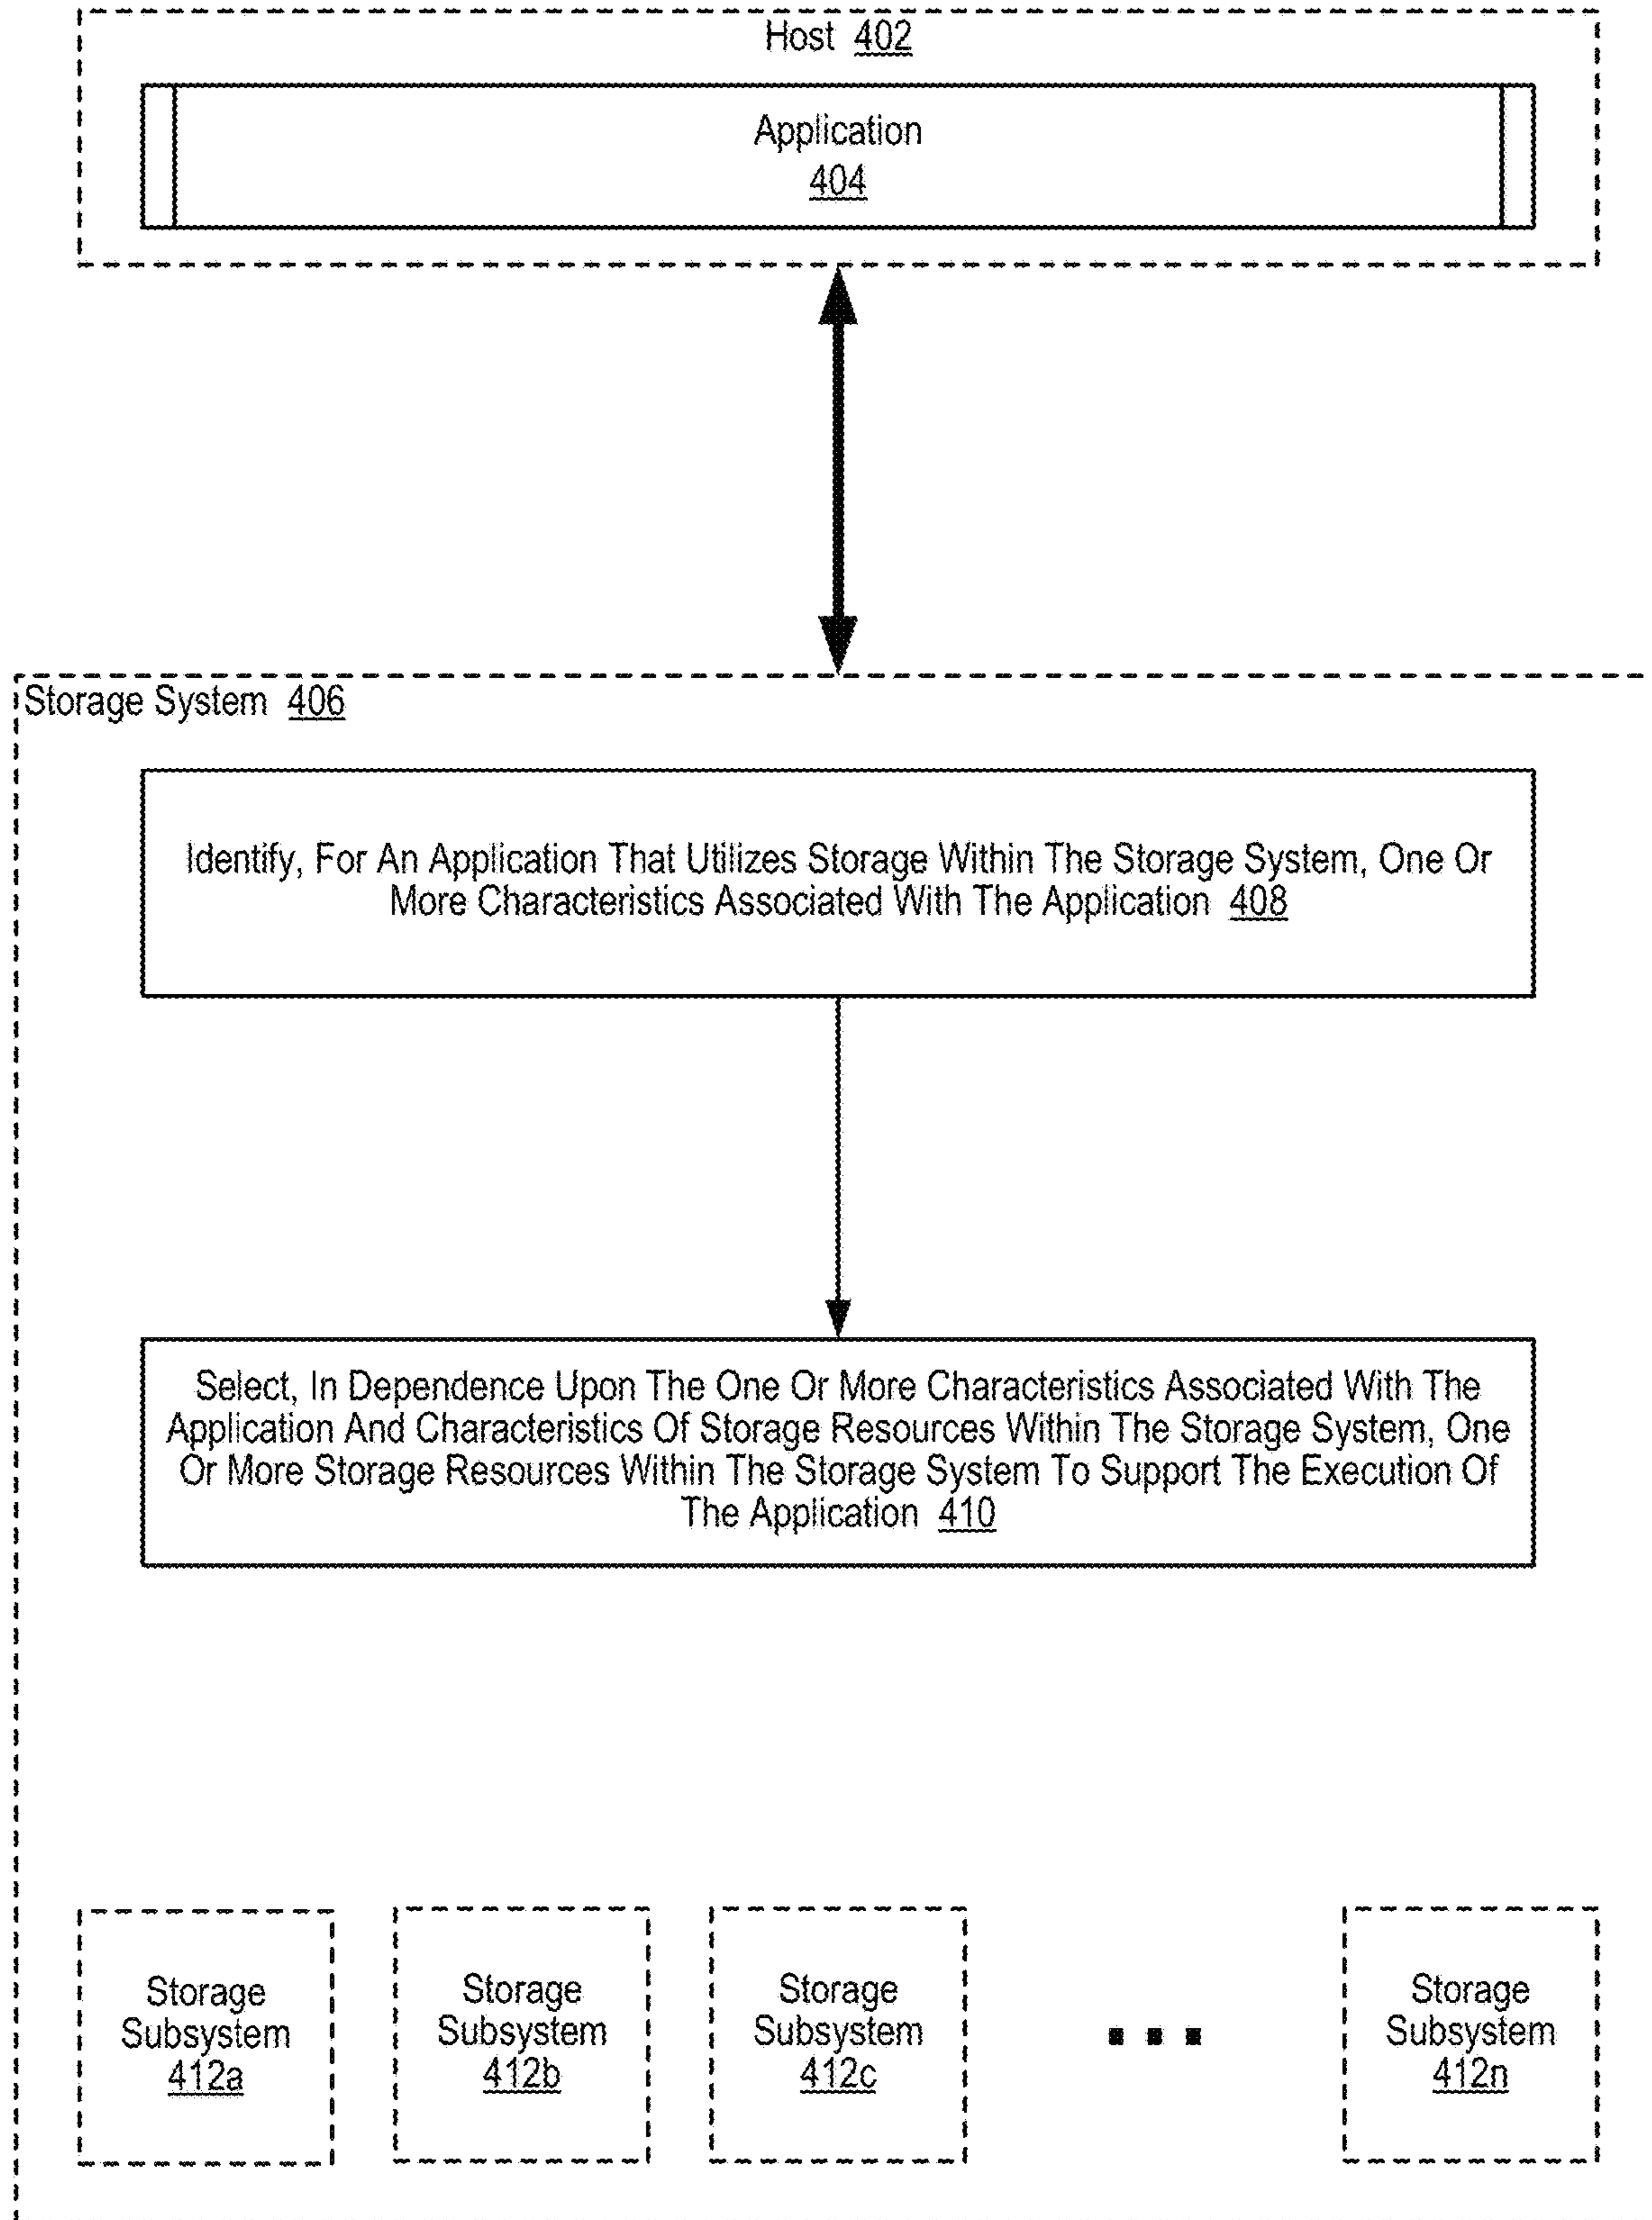 Host 402
Application
404
Storage System 406
Identify, For An Application That Utilizes Storage Within The Storage System, One Or
More Characteristics Associated With The Application 408
Select, In Dependence Upon The One Or More Characteristics Associated With The
Application And Characteristics Of Storage Resources Within The Storage System, One
Or More Storage Resources Within The Storage System To Support The Execution Of
The Application 410
Storage
Subsystem
412a
Storage
Subsystem
412b
Storage
Subsystem
412c
...
Storage
Subsystem
412n